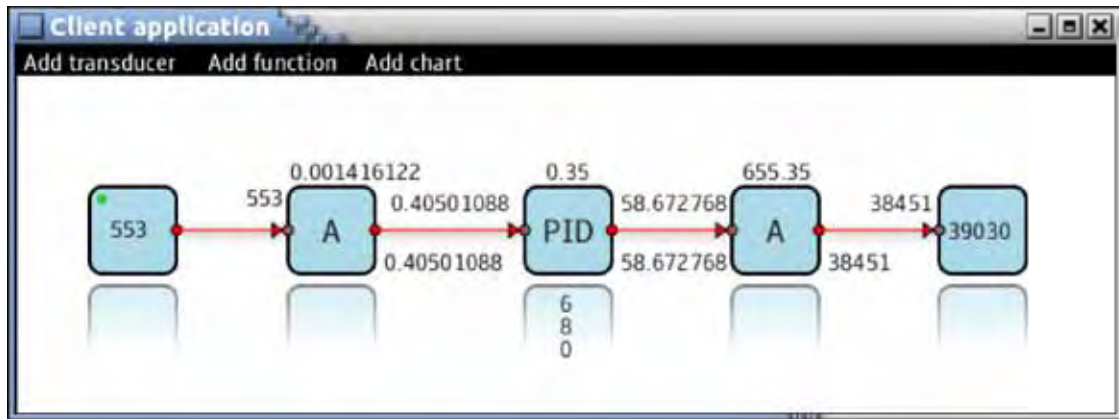 Client application
Add transducer Add function Add chart
0.001416122 0.35 655.35
553 0.40501088 58.672768 38451
553 A PID A 39030
0.40501088 58.672768 38451
6
8
0